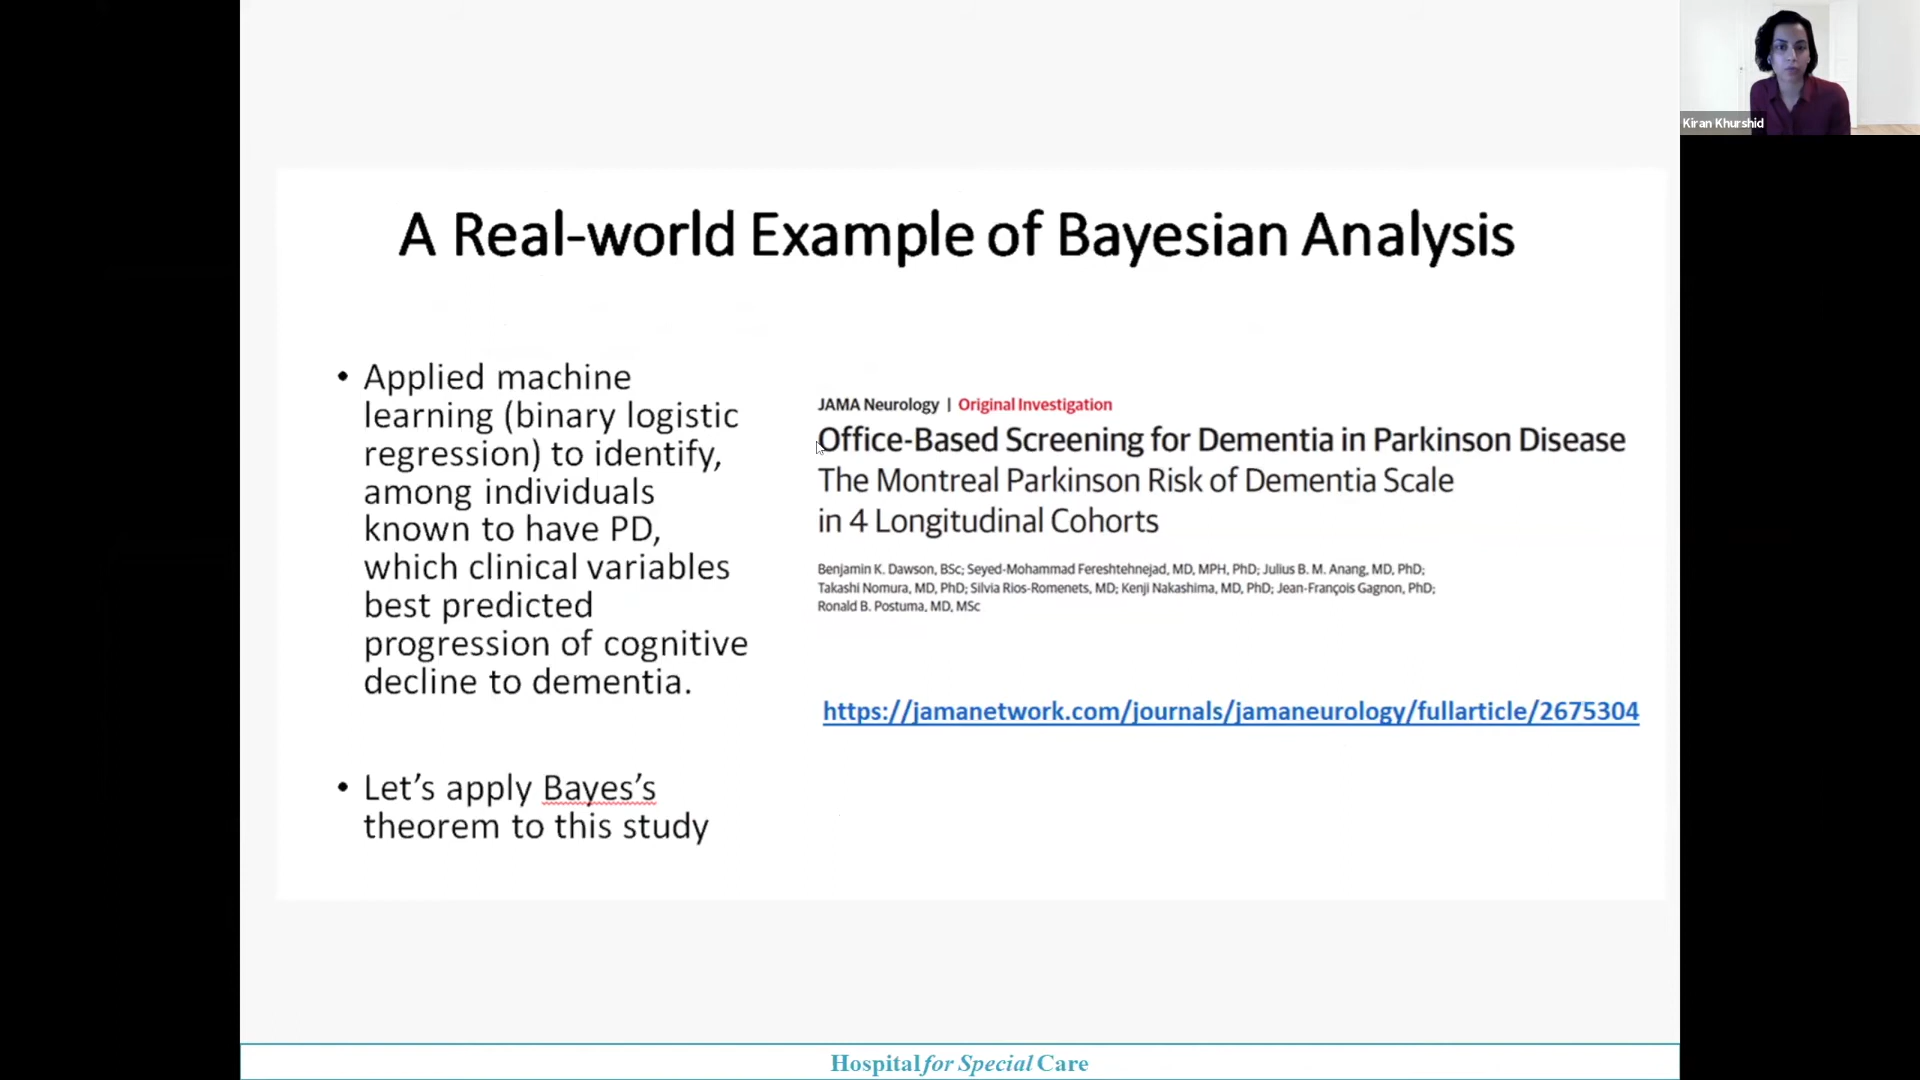 Kiran Khurshid
A Real-world Example of Bayesian Analysis
• Applied machine
learning (binary logistic
regression) to identify,
among individuals
known to have PD,
which clinical variables
best predicted
progression of cognitive
decline to dementia.
• Let’s apply Bayes’s
theorem to this study
JAMA Neurology | Original Investigation
Office-Based Screening for Dementia in Parkinson Disease
The Montreal Parkinson Risk of Dementia Scale
in 4 Longitudinal Cohorts
Benjamin K. Dawson, BSc; Seyed-Mohammad Fereshtehnejad, MD, MPH, PhD; Julius B. M. Anang, MD, PhD;
Takashi Nomura, MD, PhD; Silvia Rios-Romenets, MD; Kenji Nakashima, MD, PhD; Jean-François Gagnon, PhD;
Ronald B. Postuma, MD, MSc
https://jamanetwork.com/journals/jamaneurology/fullarticle/2675304
Hospital for Special Care